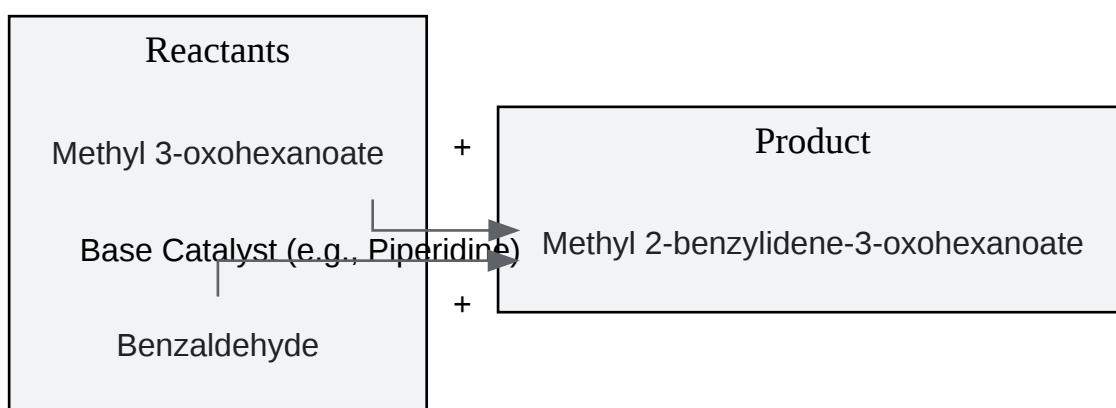 Reactants
Methyl 3-oxohexanoate
+
Base Catalyst (e.g., Piperidine)
+
Benzaldehyde
Product
Methyl 2-benzylidene-3-oxohexanoate